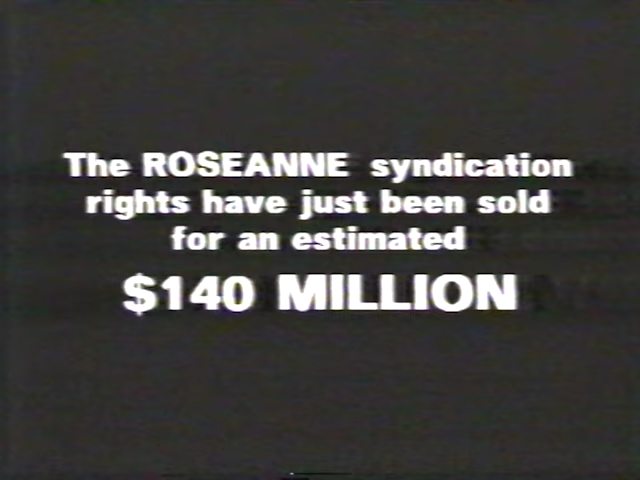 The ROSEANNE syndication
rights have just been sold
for an estimated
$140 MILLION